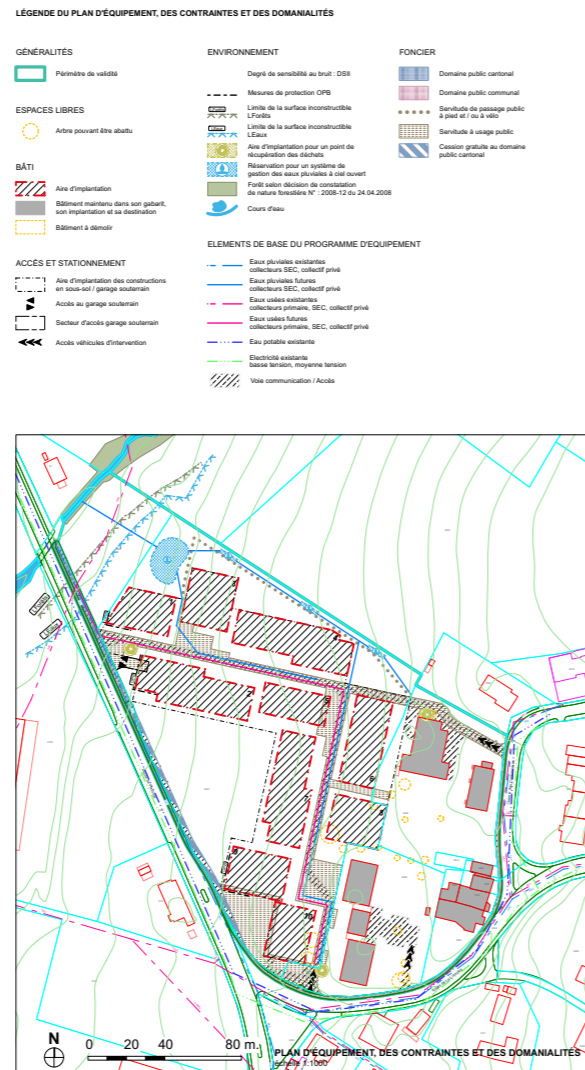 LÉGENDE DU PLAN D'ÉQUIPEMENT, DES CONTRAINTES ET DES DOMANIALITÉS
GÉNÉRALITÉS
Périmètre de validité
ESPACES LIBRES
Arbre pouvant être abattu
BÂTI
Aire d'implantation
Bâtiment maintenu dans son gabarit,
son implantation et sa destination
Bâtiment à démolir
ACCÈS ET STATIONNEMENT
Aire d'implantation des constructions
en sous-sol / garage souterrain
Accès au garage souterrain
Secteur d'accès garage souterrain
Accès véhicules d'intervention
ENVIRONNEMENT
Degré de sensibilité au bruit : DSII
Mesures de protection OPB
Limite de la surface inconstructible
LForêts
Limite de la surface inconstructible
LEaux
Aire d'implantation pour un point de
récupération des déchets
Réservation pour un système de
gestion des eaux pluviales à ciel ouvert
Forêt selon décision de constatation
de nature forestière N° : 2008-12 du 24.04.2008
Cours d'eau
ELEMENTS DE BASE DU PROGRAMME D'EQUIPEMENT
Eaux pluviales existantes
collecteurs SEC, collectif privé
Eaux pluviales futures
collecteurs SEC, collectif privé
Eaux usées existantes
collecteurs primaire, SEC, collectif privé
Eaux usées futures
collecteurs primaire, SEC, collectif privé
Eau potable existante
Electricité existante
basse tension, moyenne tension
Voie communication / Accès
FONCIER
Domaine public cantonal
Domaine public communal
Servitude de passage public
à pied et / ou à vélo
Servitude à usage public
Cession gratuite au domaine
public cantonal
2
5
6
7
8
10
N
0 20 40 80 m.
PLAN D'ÉQUIPEMENT, DES CONTRAINTES ET DES DOMANIALITÉS
échelle 1:1000